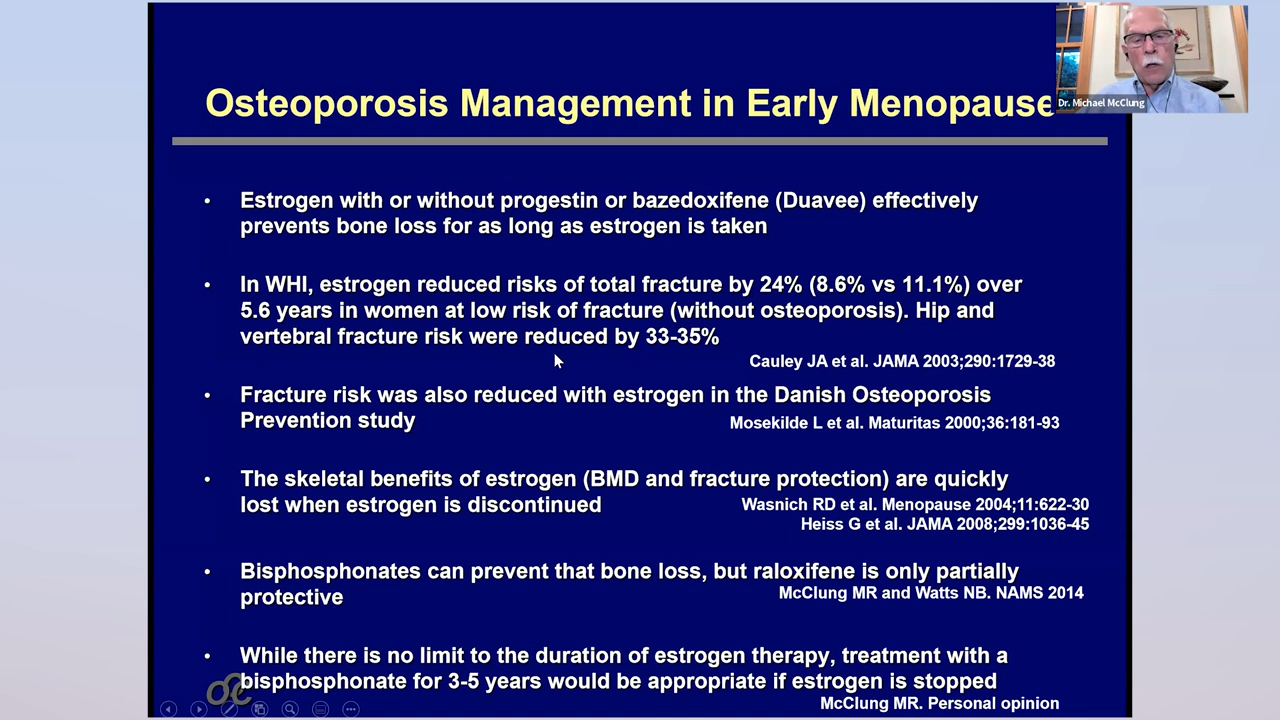 Osteoporosis Management in Early Menopause
Dr. Michael McClung
• Estrogen with or without progestin or bazedoxifene (Duavee) effectively
prevents bone loss for as long as estrogen is taken
• In WHI, estrogen reduced risks of total fracture by 24% (8.6% vs 11.1%) over
5.6 years in women at low risk of fracture (without osteoporosis). Hip and
vertebral fracture risk were reduced by 33-35%
Cauley JA et al. JAMA 2003;290:1729-38
• Fracture risk was also reduced with estrogen in the Danish Osteoporosis
Prevention study
Mosekilde L et al. Maturitas 2000;36:181-93
• The skeletal benefits of estrogen (BMD and fracture protection) are quickly
lost when estrogen is discontinued
Wasnich RD et al. Menopause 2004;11:622-30
Heiss G et al. JAMA 2008;299:1036-45
• Bisphosphonates can prevent that bone loss, but raloxifene is only partially
protective
McClung MR and Watts NB. NAMS 2014
• While there is no limit to the duration of estrogen therapy, treatment with a
bisphosphonate for 3-5 years would be appropriate if estrogen is stopped
McClung MR. Personal opinion